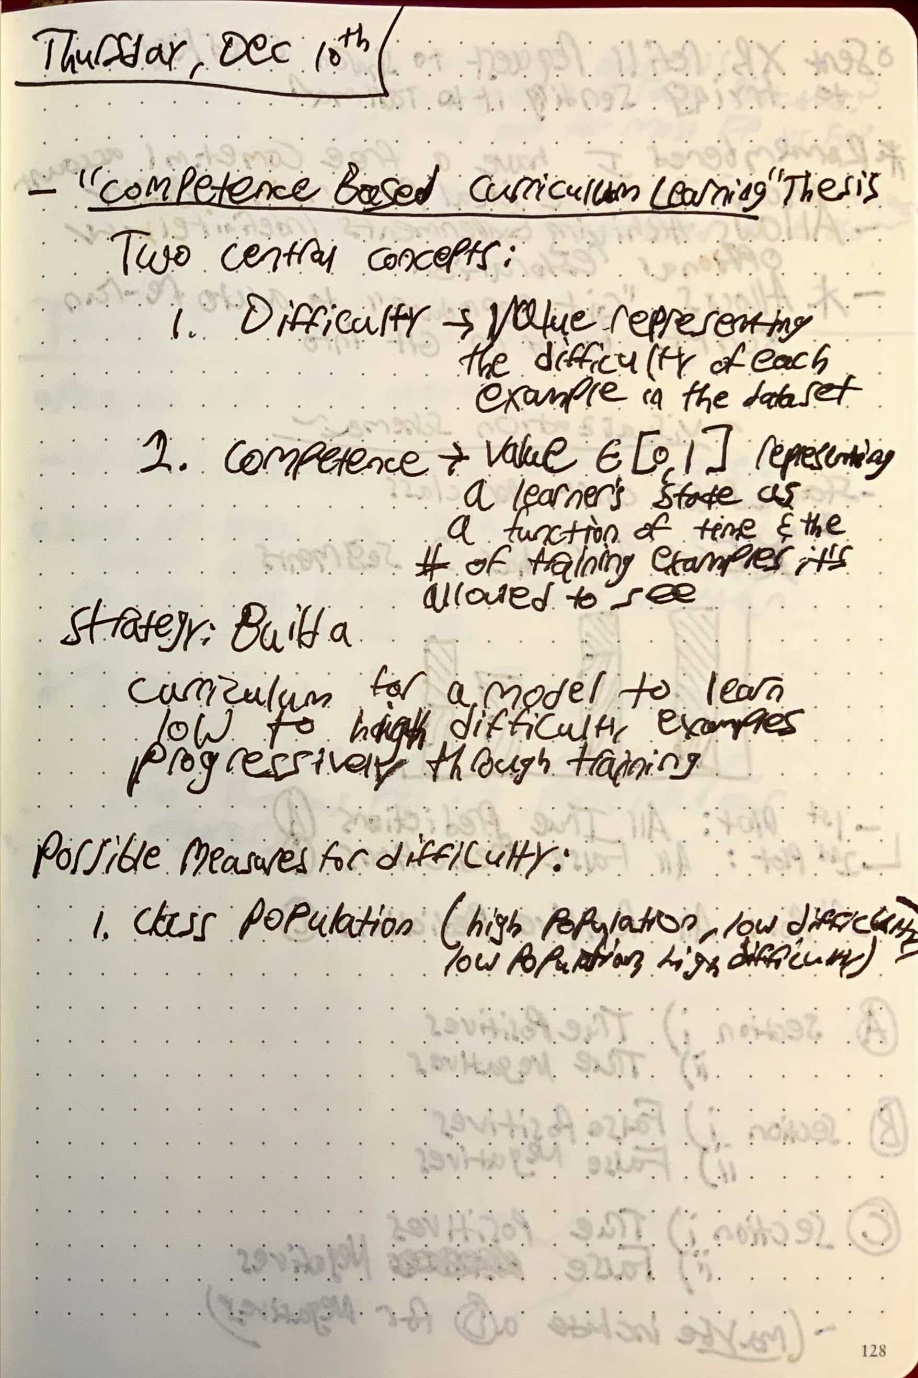 Thursday, Dec 10th
- "Competence Based Curriculum Learning" Thesis
Two central concepts:
1. Difficulty → Value representing
the difficulty of each
example in the dataset
2. Competence → Value ∈ [0,1] representing
a learner's state as
a function of time & the
# of training examples it's
allowed to see
Strategy: Build a
curriculum for a model to learn
low to high difficulty examples
progressively through training
Possible Measures for difficulty:
1. Class Population (high population, low difficulty,
low population, high difficulty)
128